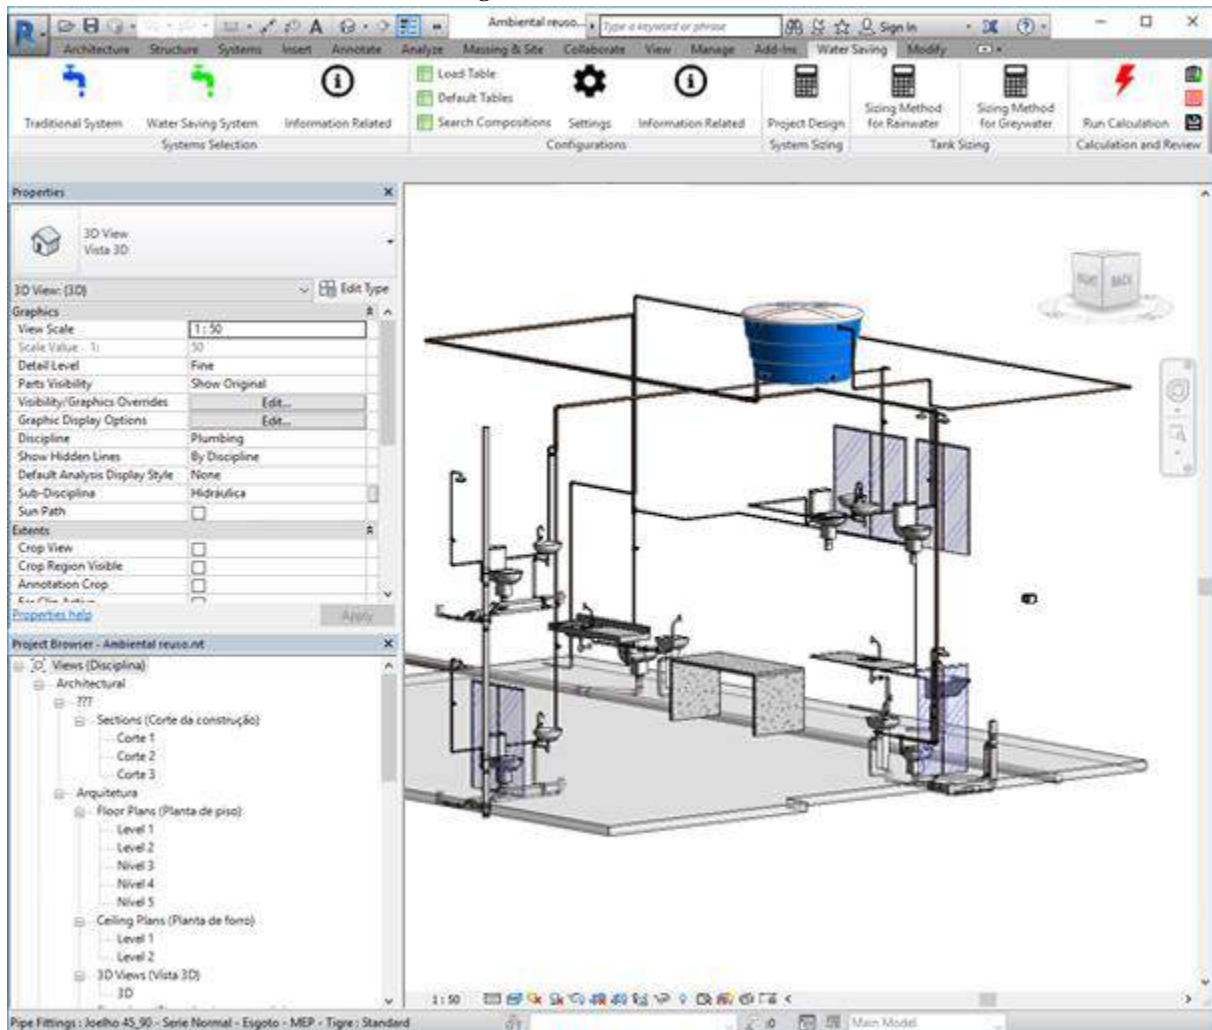 R
Ambiental reuso...
Type a keyword or phrase
Sign In
Architecture Structure Systems Insert Annotate Analyze Massing & Site Collaborate View Manage Add-Ins Water Saving Modify
Load Table
Default Tables
Search Compositions
Traditional System Water Saving System Information Related
Settings Information Related
Project Design
Sizing Method for Rainwater
Sizing Method for Greywater
Run Calculation
Systems Selection Configurations System Sizing Tank Sizing Calculation and Review
Properties
3D View
Vista 3D
3D View: {3D} Edit Type
Graphics
View Scale 1 : 50
Scale Value 1: 50
Detail Level Fine
Parts Visibility Show Original
Visibility/Graphics Overrides Edit...
Graphic Display Options Edit...
Discipline Plumbing
Show Hidden Lines By Discipline
Default Analysis Display Style None
Sub-Disciplina Hidráulica
Sun Path
Extents
Crop View
Crop Region Visible
Annotation Crop
Properties help Apply
Project Browser - Ambiental reuso.rvt
Views (Disciplina)
Architectural
???
Sections (Corte da construção)
Corte 1
Corte 2
Corte 3
Arquitetura
Floor Plans (Planta de piso)
Level 1
Level 2
Nível 3
Nível 4
Nível 5
Ceiling Plans (Planta de forro)
Level 1
Level 2
3D Views (Vista 3D)
3D
RIGHT BACK
1 : 50
Pipe Fittings : Joelho 45_90 - Serie Normal - Esgoto - MEP - Tigre : Standard
:0
Main Model